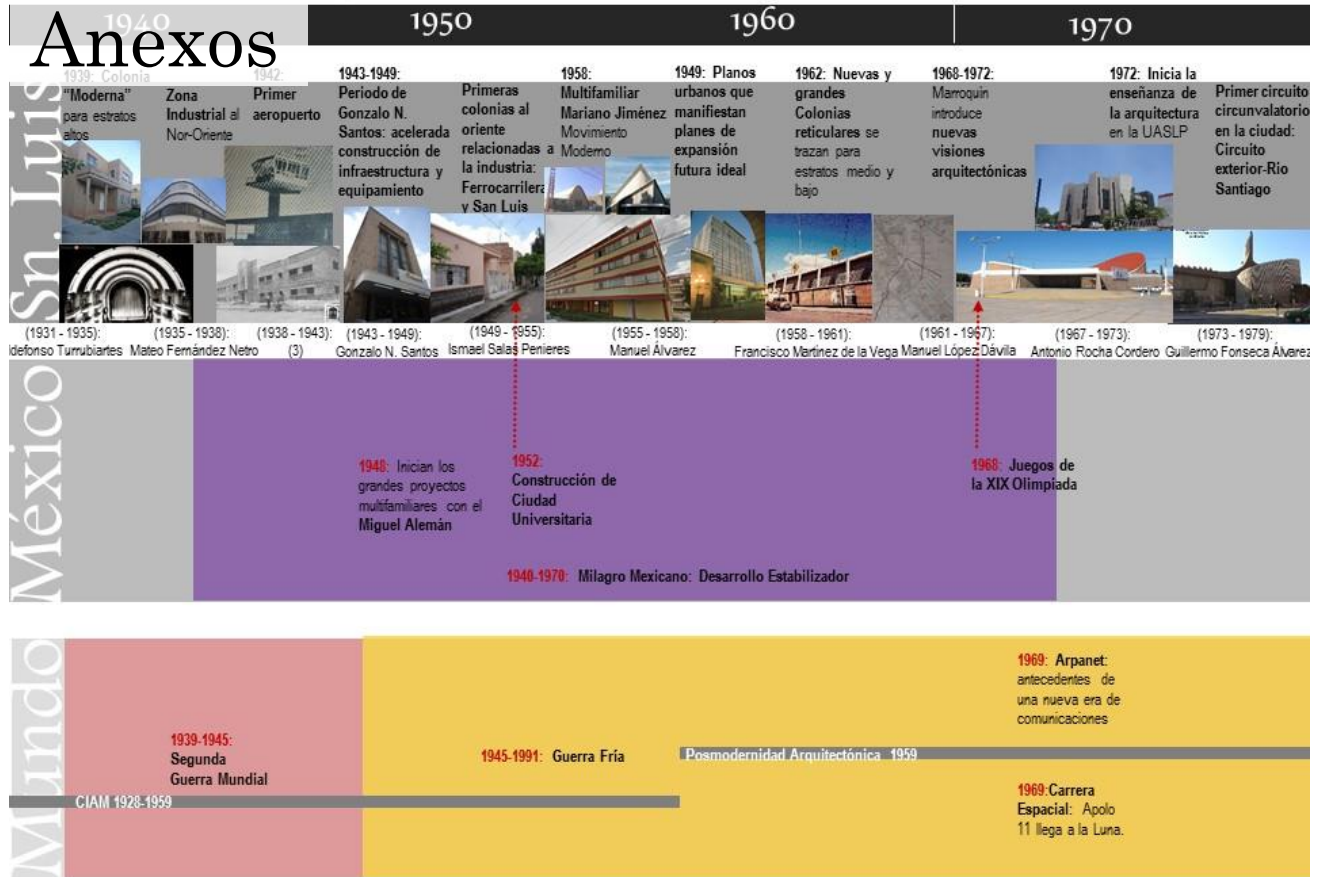 1940
1950
1960
1970
Anexos
Sn. Luis
1939: Colonia
"Moderna"
para estratos
altos
Zona
Industrial al
Nor-Oriente
1942:
Primer
aeropuerto
1943-1949:
Periodo de
Gonzalo N.
Santos: acelerada
construcción de
infraestructura y
equipamiento
Primeras
colonias al
oriente
relacionadas a
la industria:
Ferrocarrilera
y San Luis
1958:
Multifamiliar
Mariano Jiménez
Movimiento
Moderno
1949: Planos
urbanos que
manifiestan
planes de
expansión
futura ideal
1962: Nuevas y
grandes
Colonias
reticulares se
trazan para
estratos medio y
bajo
1968-1972:
Marroquín
introduce
nuevas
visiones
arquitectónicas
1972: Inicia la
enseñanza de
la arquitectura
en la UASLP
Primer circuito
circunvalatorio
en la ciudad:
Circuito
exterior-Rio
Santiago
(1931 - 1935):
ldefonso Turrubiartes
(1935 - 1938):
Mateo Fernández Netro
(1938 - 1943):
(3)
(1943 - 1949):
Gonzalo N. Santos
(1949 - 1955):
Ismael Salas Penieres
(1955 - 1958):
Manuel Álvarez
(1958 - 1961):
Francisco Martínez de la Vega
(1961 - 1967):
Manuel López Dávila
(1967 - 1973):
Antonio Rocha Cordero
(1973 - 1979):
Guillermo Fonseca Álvarez
México
1948: Inician los
grandes proyectos
multifamiliares con el
Miguel Alemán
1952:
Construcción de
Ciudad
Universitaria
1968: Juegos de
la XIX Olimpiada
1940-1970: Milagro Mexicano: Desarrollo Estabilizador
Mundo
1939-1945:
Segunda
Guerra Mundial
CIAM 1928-1959
1945-1991: Guerra Fría
Posmodernidad Arquitectónica 1959
1969: Arpanet:
antecedentes de
una nueva era de
comunicaciones
1969:Carrera
Espacial: Apolo
11 llega a la Luna.